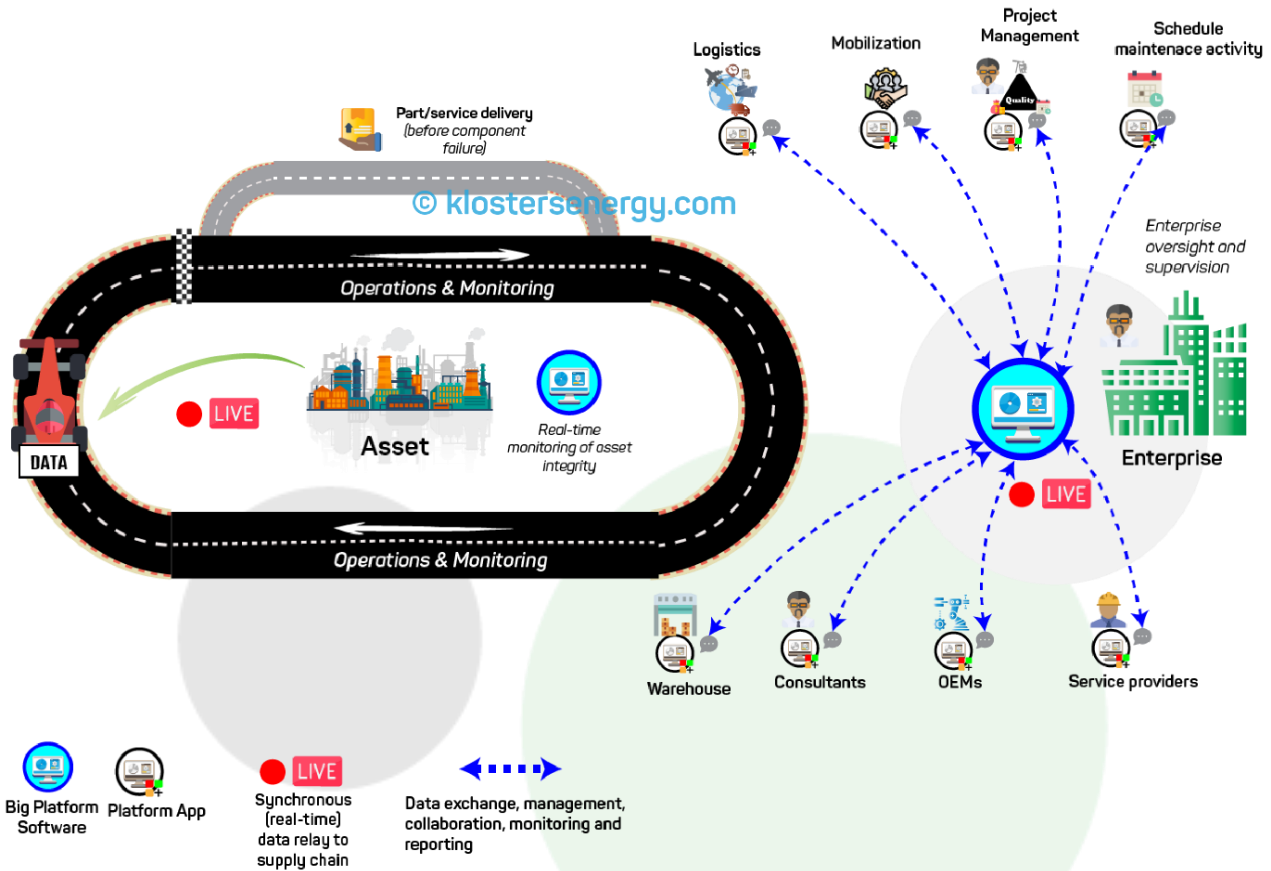 Logistics
Mobilization
Project
Management
Schedule
maintenace activity
Quality
Part/service delivery
(before component
failure)
© klostersenergy.com
Enterprise
oversight and
supervision
Operations & Monitoring
LIVE
Asset
Real-time
monitoring of asset
integrity
DATA
Enterprise
LIVE
Operations & Monitoring
Warehouse
Consultants
OEMs
Service providers
Big Platform
Software
Platform App
LIVE
Synchronous
(real-time)
data relay to
supply chain
Data exchange, management,
collaboration, monitoring and
reporting